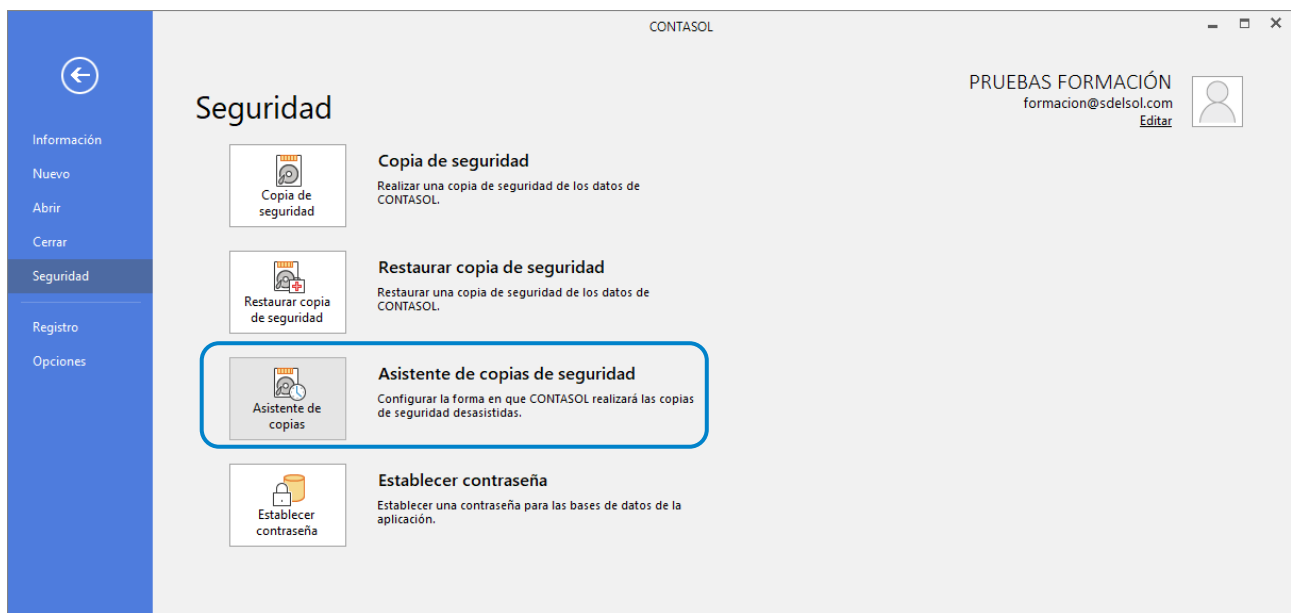 CONTASOL
PRUEBAS FORMACIÓN
formacion@sdelsol.com
Editar
Información
Nuevo
Abrir
Cerrar
Seguridad
Registro
Opciones
Seguridad
Copia de
seguridad
Copia de seguridad
Realizar una copia de seguridad de los datos de
CONTASOL.
Restaurar copia
de seguridad
Restaurar copia de seguridad
Restaurar una copia de seguridad de los datos de
CONTASOL.
Asistente de
copias
Asistente de copias de seguridad
Configurar la forma en que CONTASOL realizará las copias
de seguridad desasistidas.
Establecer
contraseña
Establecer contraseña
Establecer una contraseña para las bases de datos de la
aplicación.